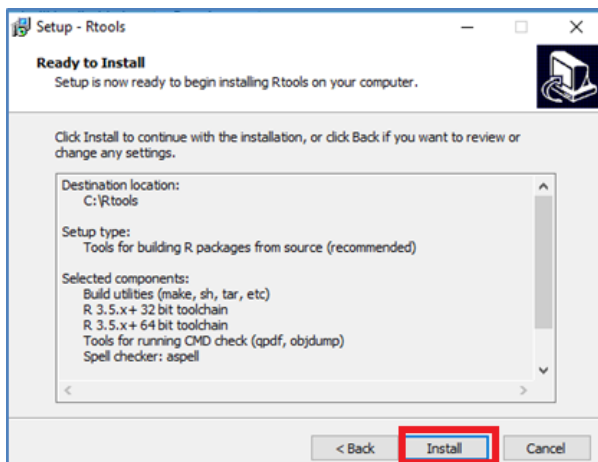 Setup - Rtools
Ready to Install
Setup is now ready to begin installing Rtools on your computer.
Click Install to continue with the installation, or click Back if you want to review or
change any settings.
Destination location:
C:\Rtools
Setup type:
Tools for building R packages from source (recommended)
Selected components:
Build utilities (make, sh, tar, etc)
R 3.5.x+ 32 bit toolchain
R 3.5.x+ 64 bit toolchain
Tools for running CMD check (qpdf, objdump)
Spell checker: aspell
< Back Install Cancel